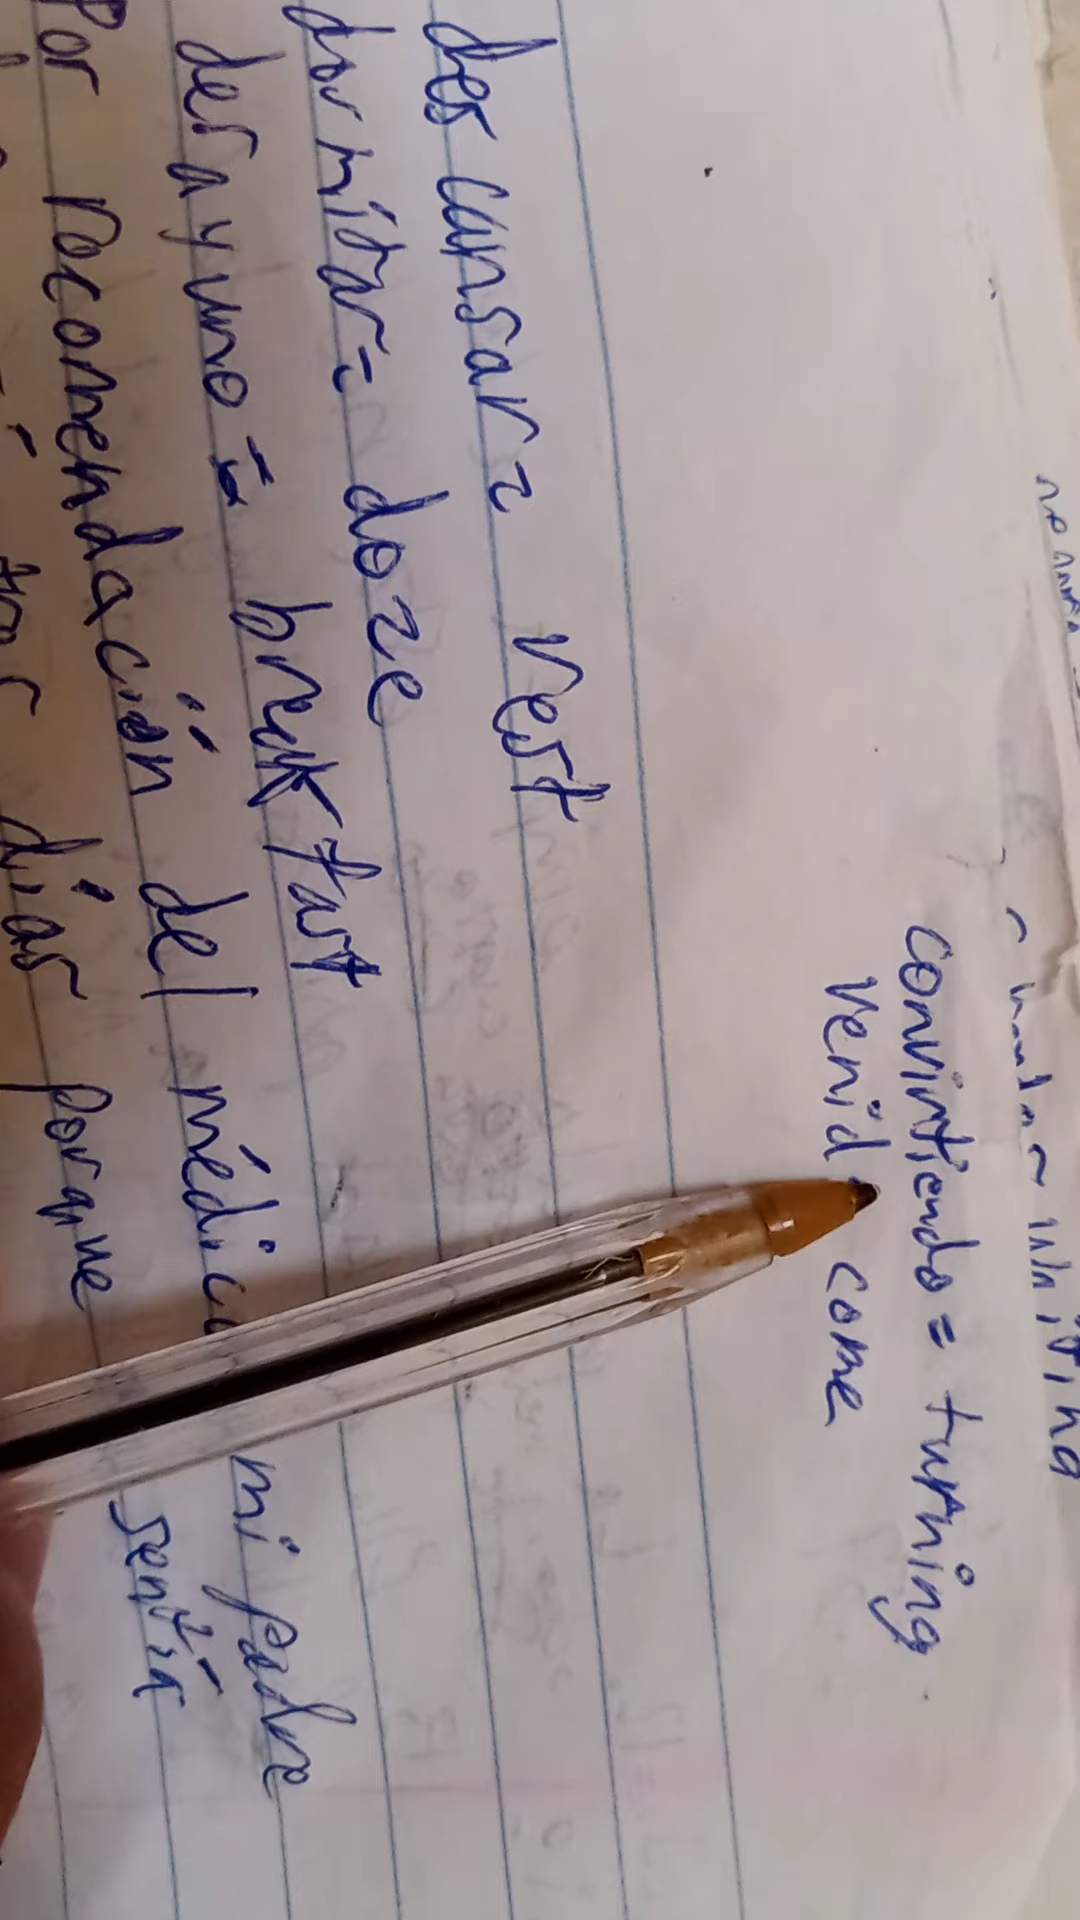 convirtiendo = turning.
venid come
descansar = rest
dormitar = doze
desayuno = breakfast
Por recomendación del médico mi padre
días porque sentía